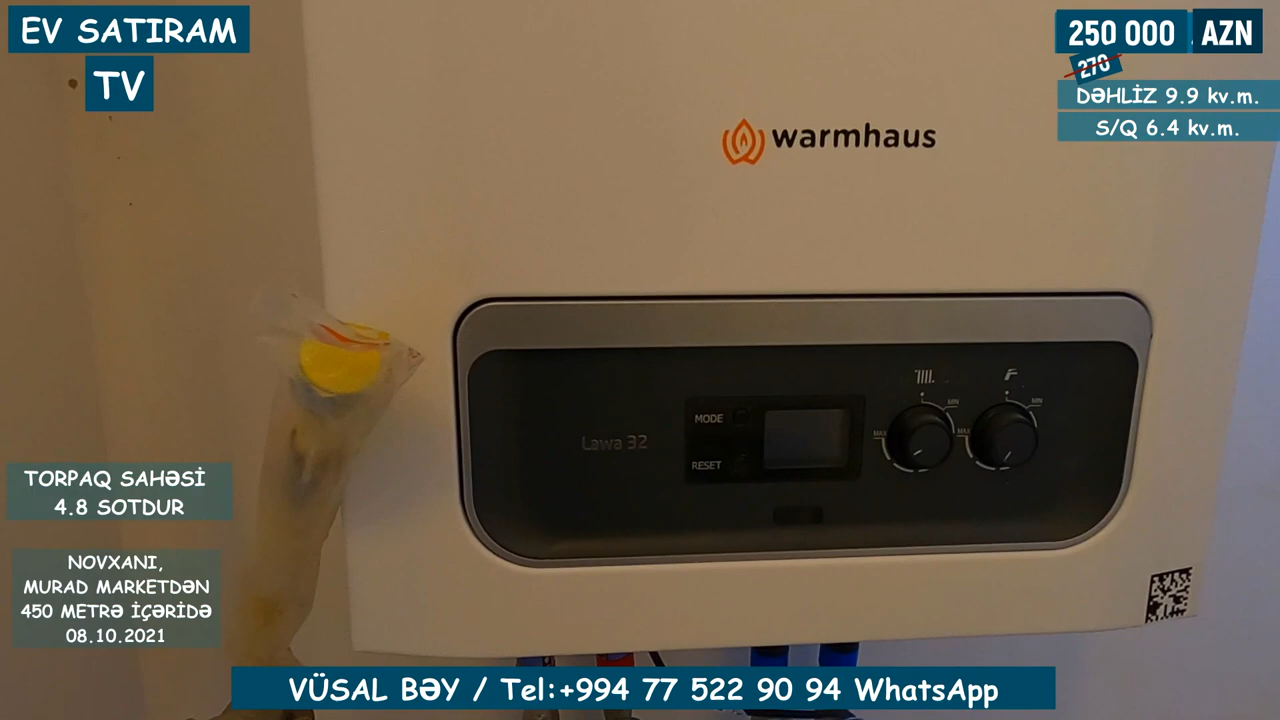 EV SATIRAM
TV
250 000 AZN
270
DƏHLİZ 9.9 kv.m.
S/Q 6.4 kv.m.
warmhaus
Lawa 32
MODE
RESET
MIN
MAX
MIN
MAX
TORPAQ SAHƏSİ
4.8 SOTDUR
NOVXANI,
MURAD MARKETDƏN
450 METRƏ İÇƏRİDƏ
08.10.2021
VÜSAL BƏY / Tel:+994 77 522 90 94 WhatsApp